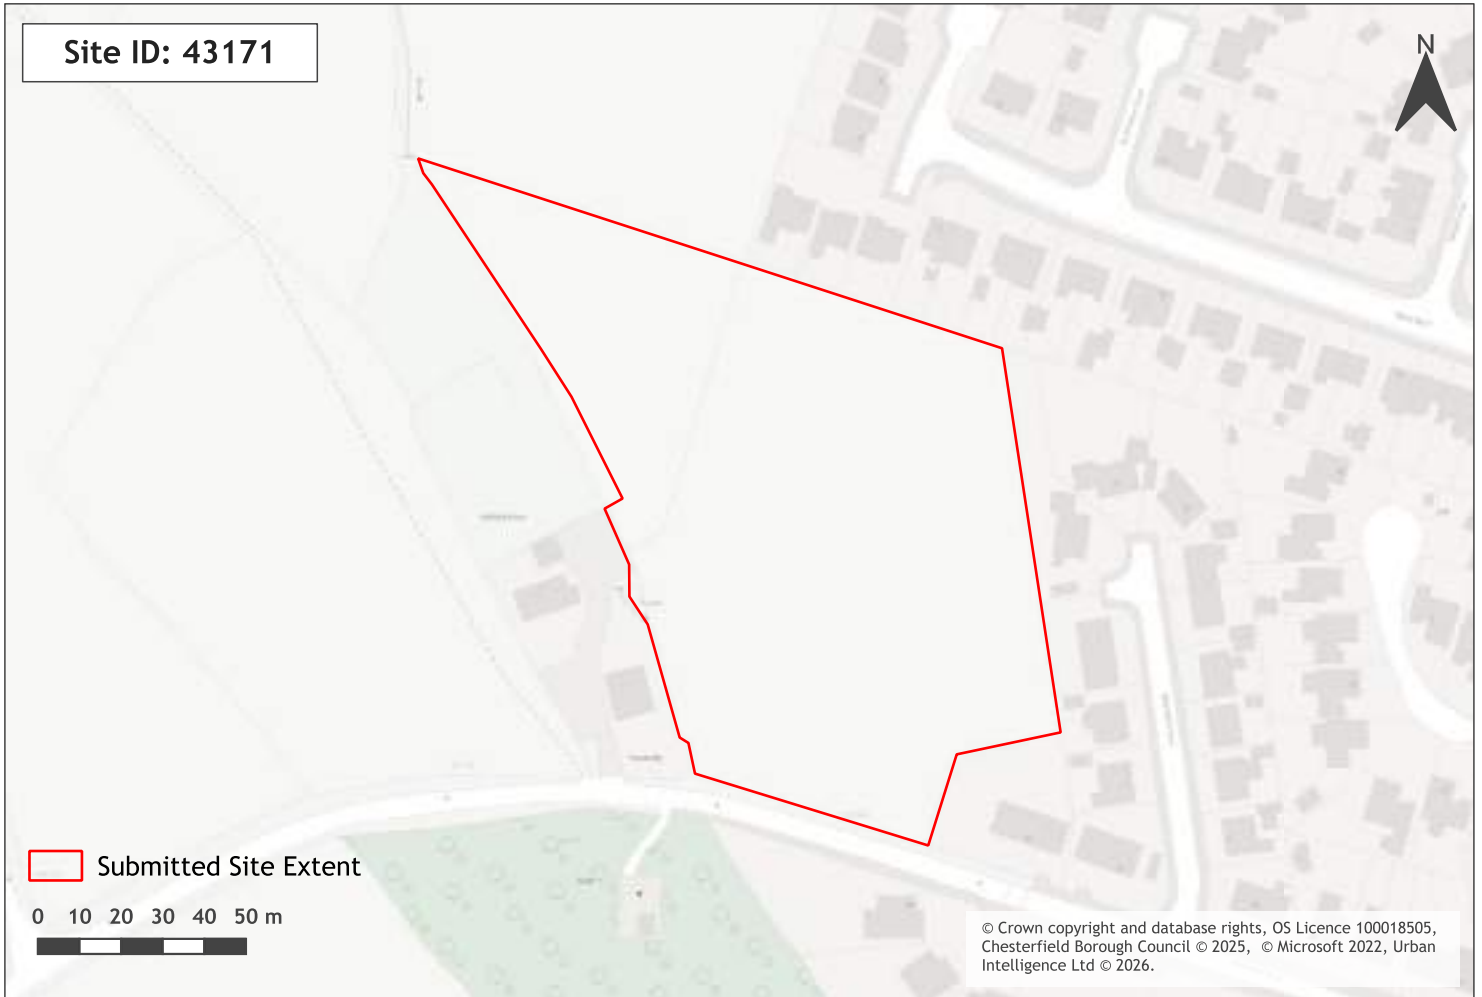 Site ID: 43171
N
Submitted Site Extent
0 10 20 30 40 50 m
© Crown copyright and database rights, OS Licence 100018505,
Chesterfield Borough Council © 2025, © Microsoft 2022, Urban
Intelligence Ltd © 2026.